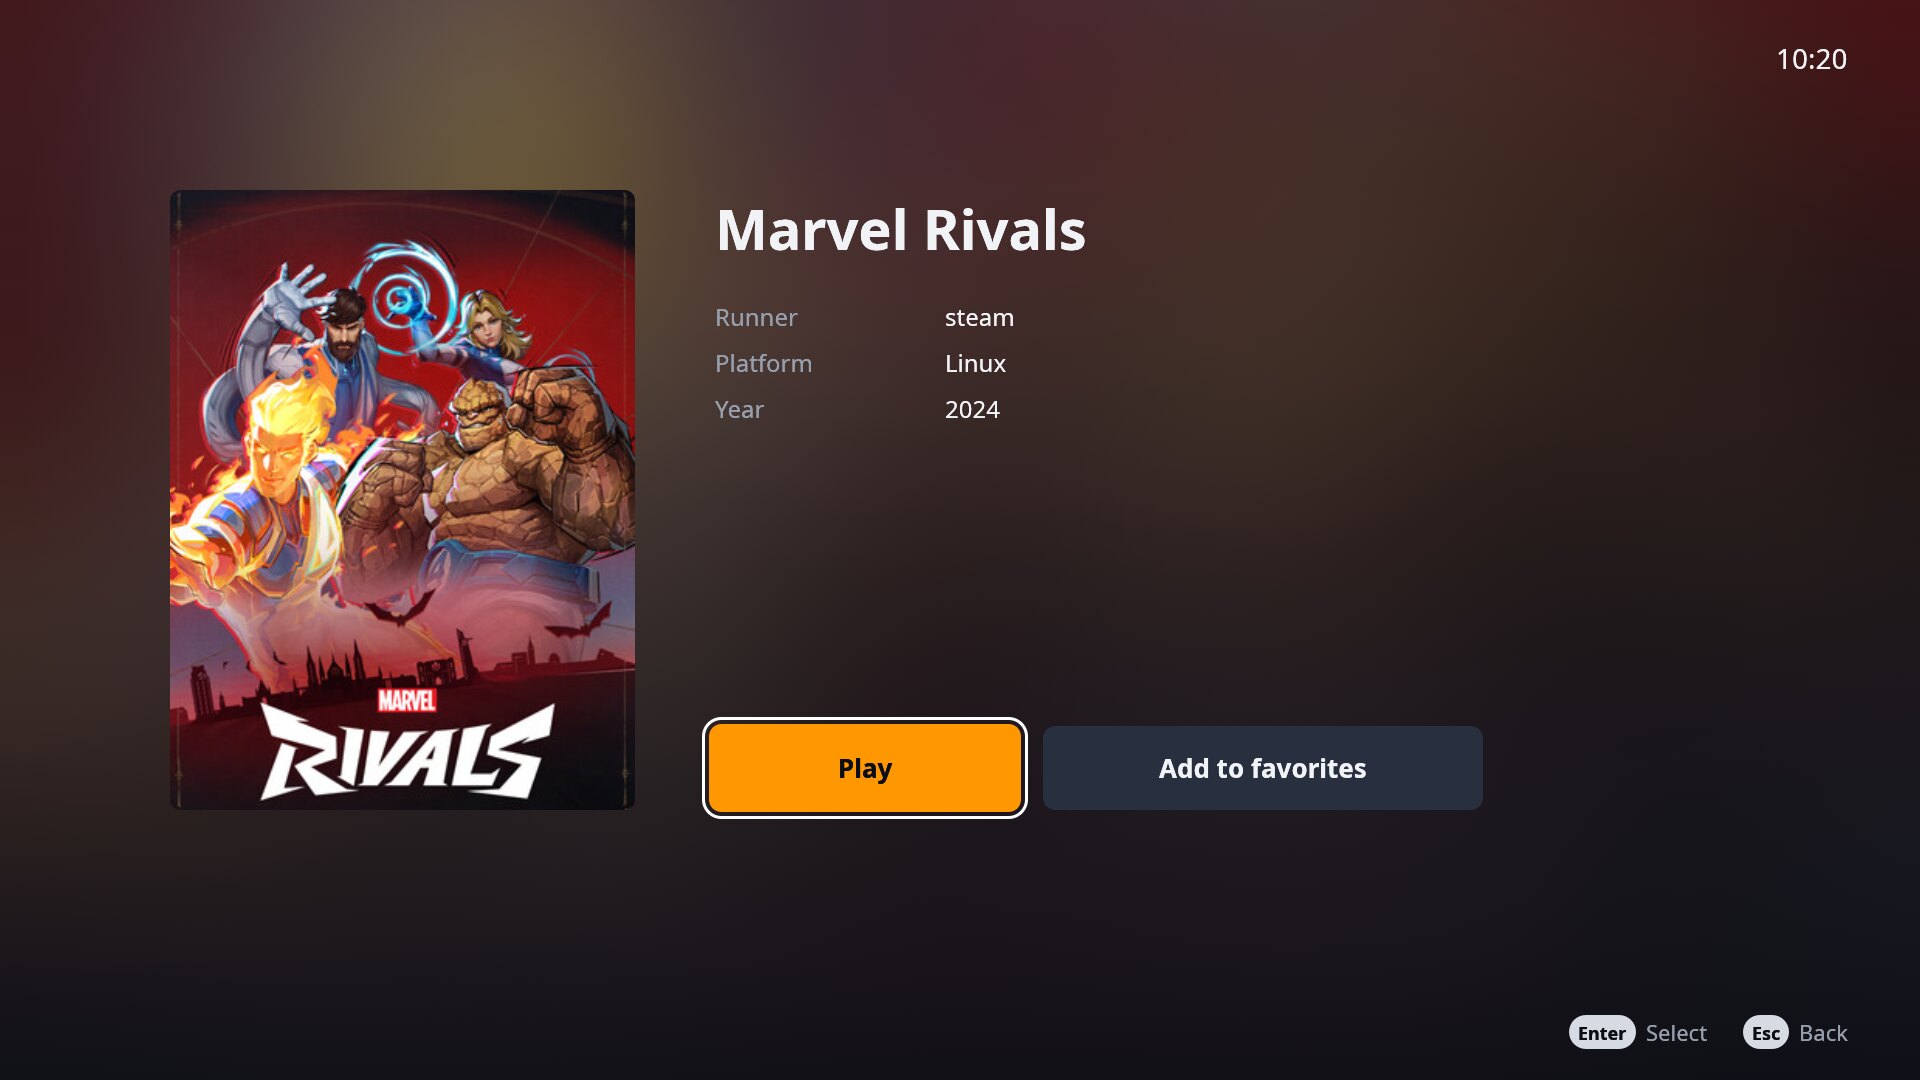 10:20
Marvel Rivals
Runner steam
Platform Linux
Year 2024
MARVEL
RIVALS
Play
Add to favorites
Enter Select
Esc Back